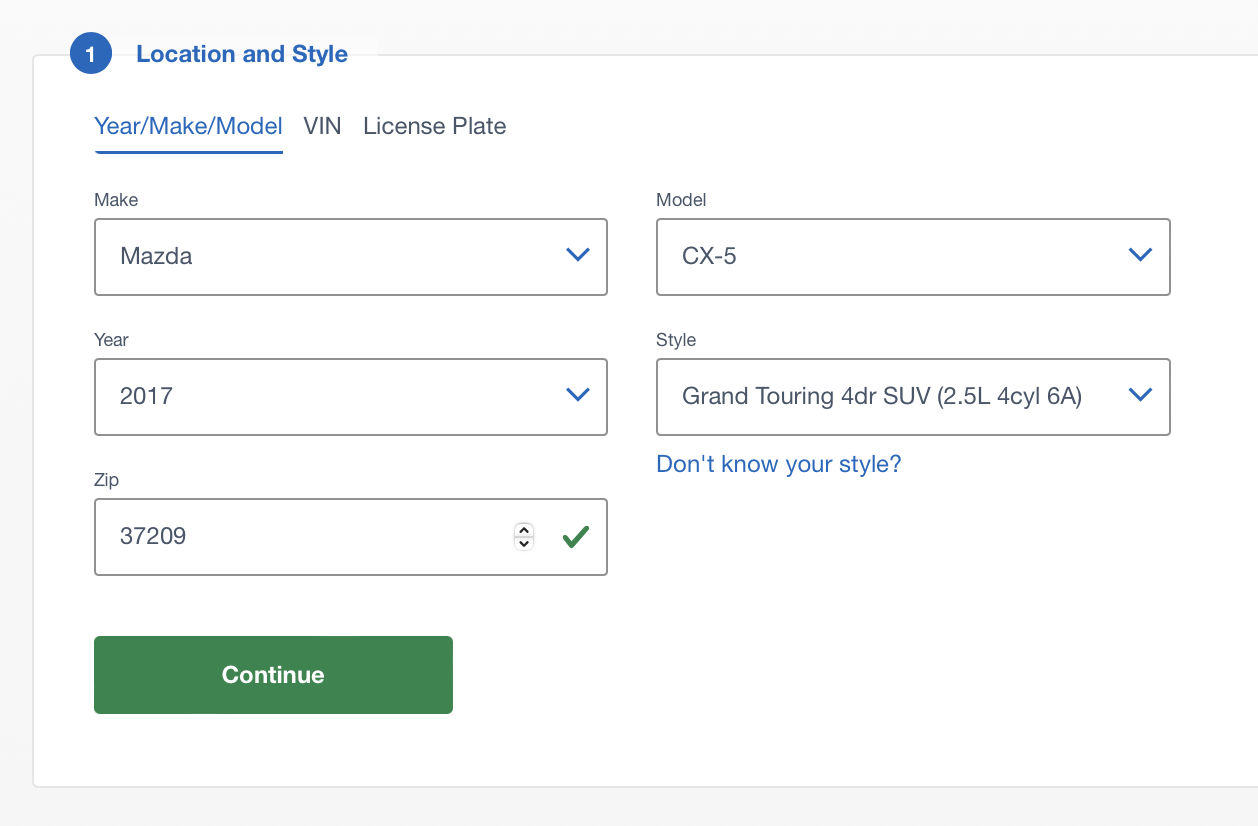 1 Location and Style
Year/Make/Model VIN License Plate
Make
Mazda
Model
CX-5
Year
2017
Style
Grand Touring 4dr SUV (2.5L 4cyl 6A)
Don't know your style?
Zip
37209
Continue